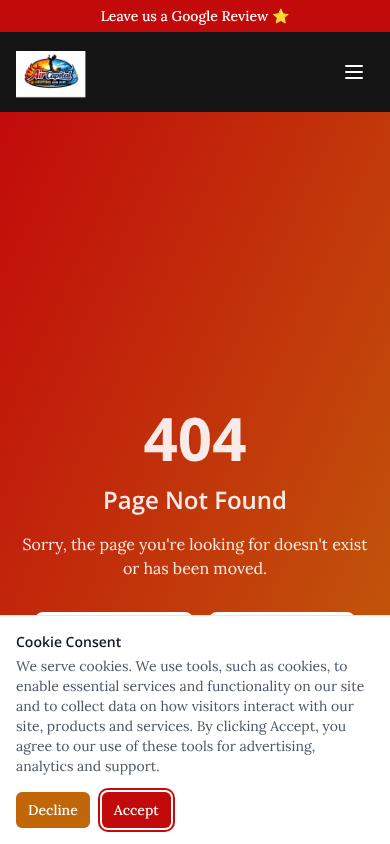 Leave us a Google Review ⭐
Air Capital
404
Page Not Found
Sorry, the page you're looking for doesn't exist
or has been moved.
Cookie Consent
We serve cookies. We use tools, such as cookies, to
enable essential services and functionality on our site
and to collect data on how visitors interact with our
site, products and services. By clicking Accept, you
agree to our use of these tools for advertising,
analytics and support.
Decline
Accept